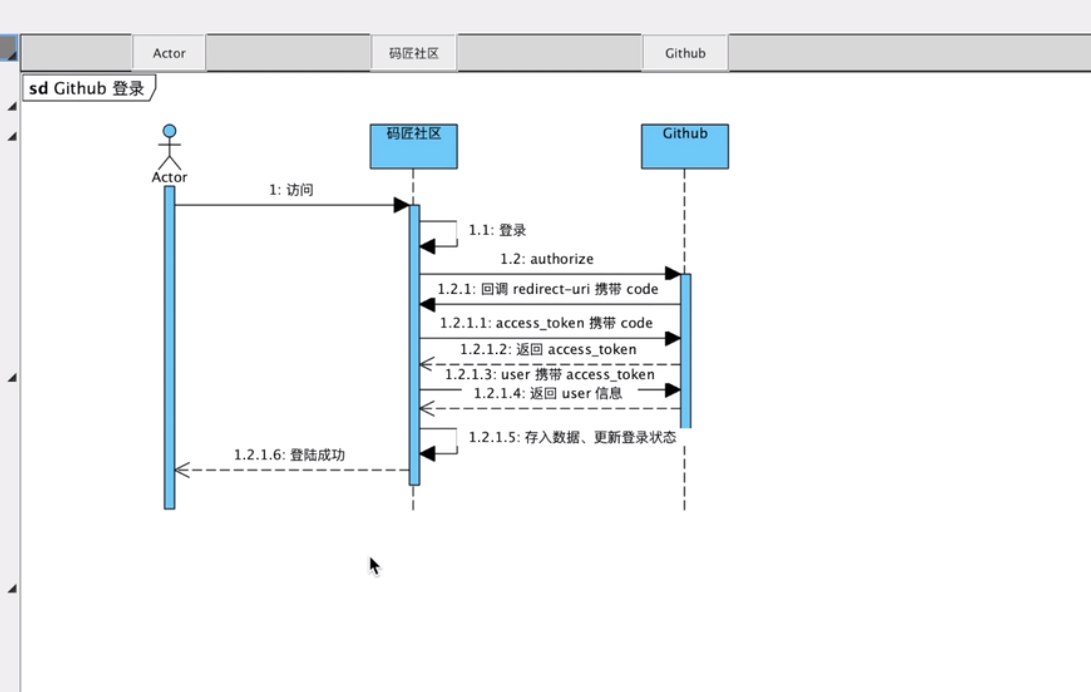 Actor
码匠社区
Github
sd Github 登录
码匠社区
Github
Actor
1: 访问
1.1: 登录
1.2: authorize
1.2.1: 回调 redirect-uri 携带 code
1.2.1.1: access_token 携带 code
1.2.1.2: 返回 access_token
1.2.1.3: user 携带 access_token
1.2.1.4: 返回 user 信息
1.2.1.5: 存入数据、更新登录状态
1.2.1.6: 登陆成功